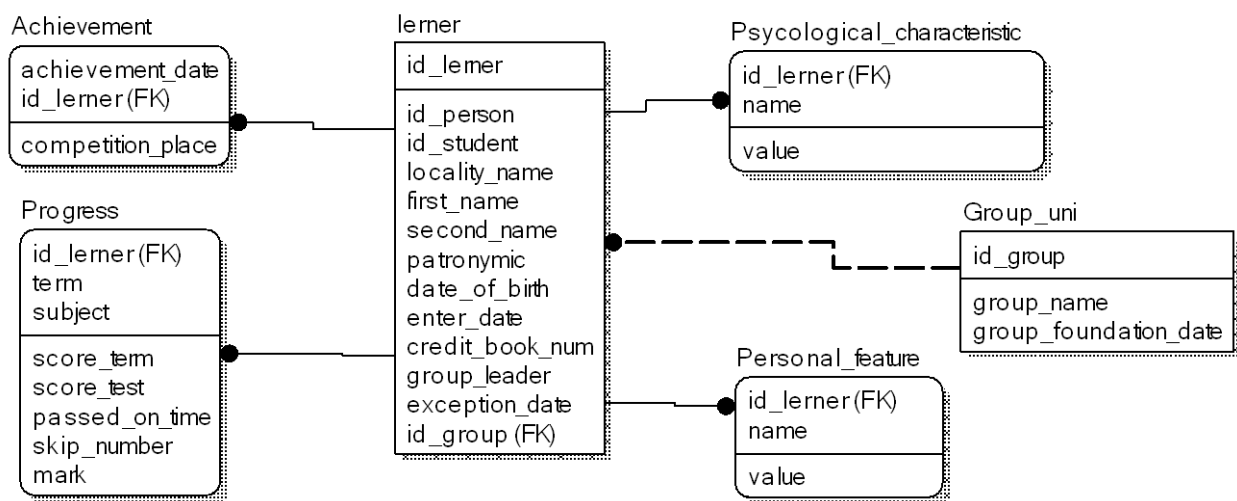 Achievement
achievement_date
id_lerner (FK)
competition_place
Progress
id_lerner (FK)
term
subject
score_term
score_test
passed_on_time
skip_number
mark
lerner
id_lerner
id_person
id_student
locality_name
first_name
second_name
patronymic
date_of_birth
enter_date
credit_book_num
group_leader
exception_date
id_group (FK)
Psycological_characteristic
id_lerner (FK)
name
value
Group_uni
id_group
group_name
group_foundation_date
Personal_feature
id_lerner (FK)
name
value